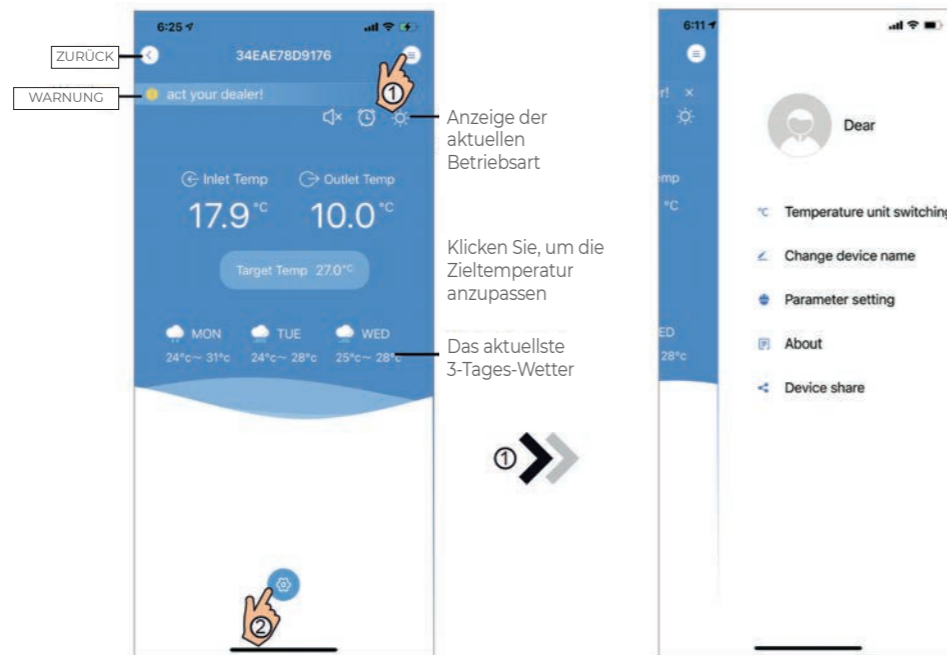 6:25
ZURÜCK
34EAE78D9176
①
WARNUNG
act your dealer!
Anzeige der
aktuellen
Betriebsart
Inlet Temp
Outlet Temp
17.9 °C
10.0 °C
Target Temp 27.0°C
Klicken Sie, um die
Zieltemperatur
anzupassen
MON
TUE
WED
24°c~ 31°c
24°c~ 28°c
25°c~ 28°c
Das aktuellste
3-Tages-Wetter
②
①
6:11
r! ×
Dear
emp
°C
°C Temperature unit switching
Change device name
Parameter setting
ED
28°c
About
Device share